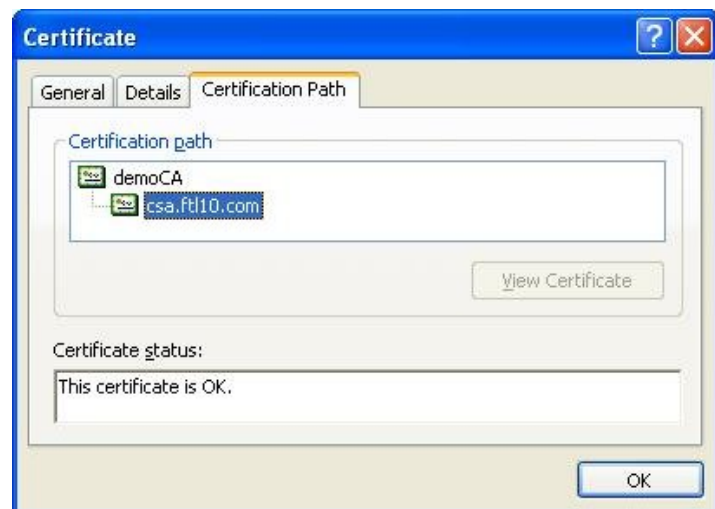 Certificate
General Details Certification Path
Certification path
demoCA
csa.ftl10.com
View Certificate
Certificate status:
This certificate is OK.
OK